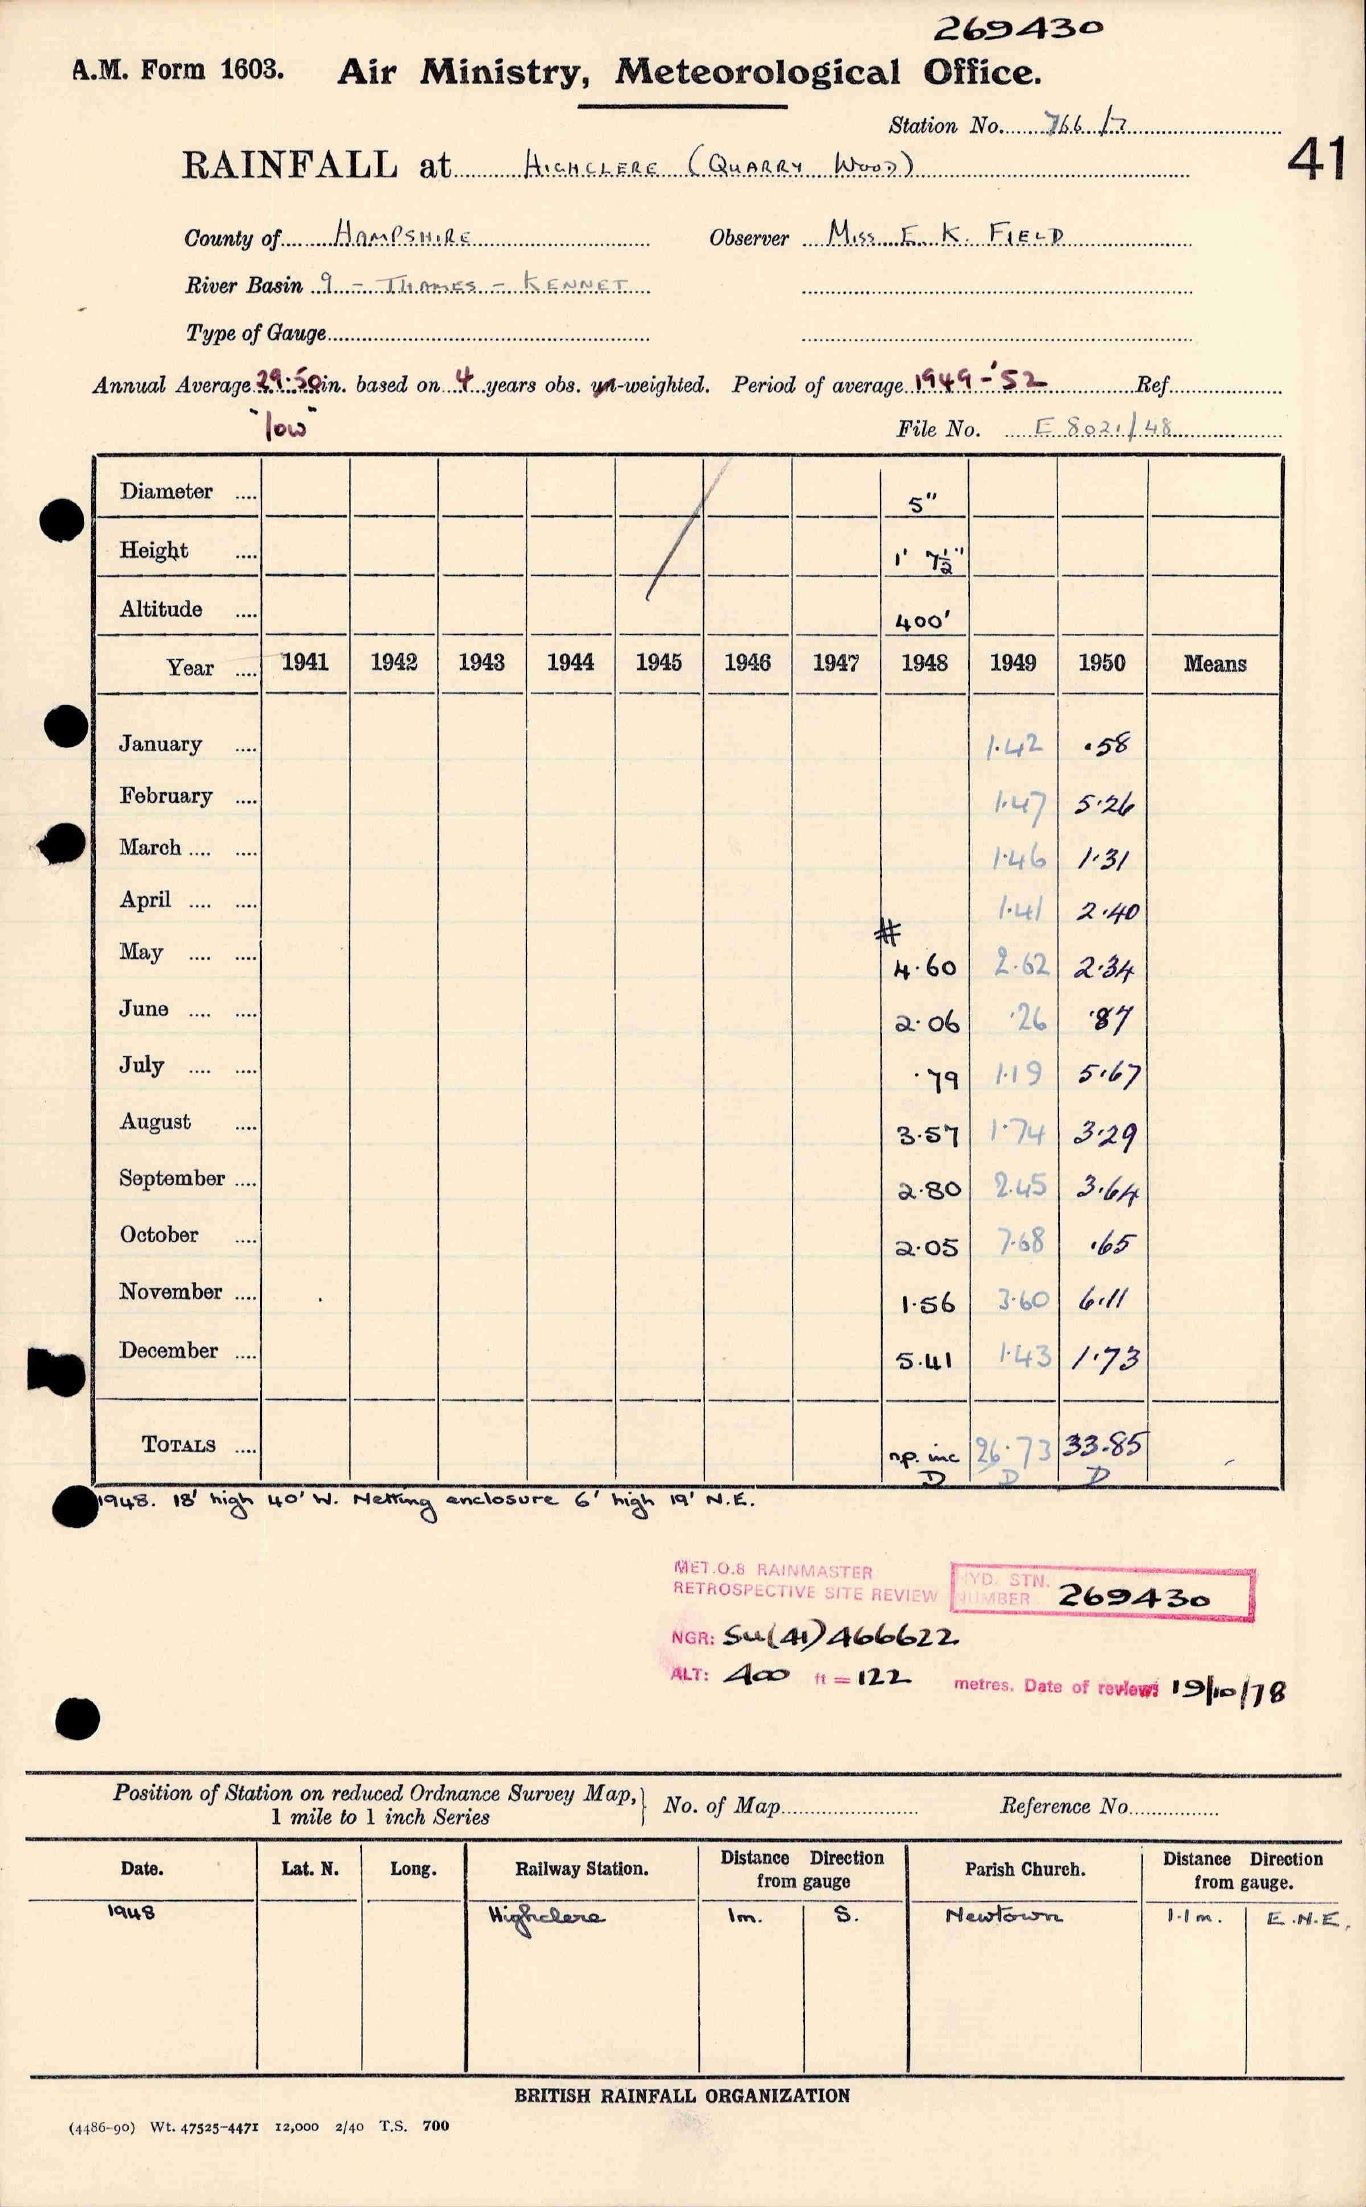 269430
A.M. Form 1603. Air Ministry, Meteorological Office.
Station No. 766/7
41
RAINFALL at HIGHCLERE (QUARRY WOOD)
County of HAMPSHIRE Observer MISS E. K. FIELD
River Basin 9 - THAMES - KENNET
Type of Gauge
Annual Average 29.50 in. based on 4 years obs. un-weighted. Period of average 1949-'52 Ref.
"low" File No. E 8021/48
Diameter .... 5"
Height .... 1' 7½"
Altitude .... 400'
Year .... 1941 1942 1943 1944 1945 1946 1947 1948 1949 1950 Means
January .... 1.42 .58
February .... 1.47 5.26
March .... .... 1.46 1.31
April .... .... 1.41 2.40
#
May .... .... 4.60 2.62 2.34
June .... .... 2.06 .26 .87
July .... .... .79 1.19 5.67
August .... 3.57 1.74 3.29
September .... 2.80 2.45 3.64
October .... 2.05 7.68 .65
November .... 1.56 3.60 6.11
December .... 5.41 1.43 1.73
TOTALS .... np. inc 26.73 33.85
D D D
1948. 18' high 40' W. Netting enclosure 6' high 19' N.E.
MET.O.8 RAINMASTER
RETROSPECTIVE SITE REVIEW
HYD. STN. NUMBER 269430
NGR: SU(41)466622
ALT: 400 ft = 122 metres. Date of review: 19/10/78
Position of Station on reduced Ordnance Survey Map,
1 mile to 1 inch Series } No. of Map Reference No.
Date. Lat. N. Long. Railway Station. Distance Direction from gauge Parish Church. Distance Direction from gauge.
1948 Highclere 1m. S. Newtown 1.1m. E.N.E.
BRITISH RAINFALL ORGANIZATION
(4486-90) Wt. 47525-4471 12,000 2/40 T.S. 700